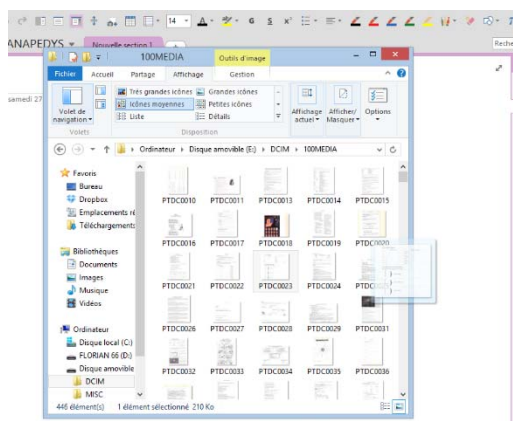 14
G S x²
ANAPEDYS
Nouvelle section 1
Reche
samedi 27
100MEDIA
Outils d'image
Fichier Accueil Partage Affichage Gestion
Volet de navigation
Très grandes icônes Grandes icônes
Icônes moyennes Petites icônes
Liste Détails
Affichage actuel
Afficher/ Masquer
Options
Volets Disposition
Ordinateur Disque amovible (E:) DCIM 100MEDIA
Favoris
Bureau
Dropbox
Emplacements ré
Téléchargement
Bibliothèques
Documents
Images
Musique
Vidéos
Ordinateur
Disque local (C:)
FLORIAN 66 (D:)
Disque amovible
DCIM
MISC
PTDC0010 PTDC0011 PTDC0013 PTDC0014 PTDC0015
PTDC0016 PTDC0017 PTDC0018 PTDC0019 PTDC0020
PTDC0021 PTDC0022 PTDC0023 PTDC0024
PTDC0026 PTDC0027 PTDC0028 PTDC0029 PTDC0031
PTDC0032 PTDC0033 PTDC0034 PTDC0035 PTDC0036
446 élément(s) 1 élément sélectionné 210 Ko